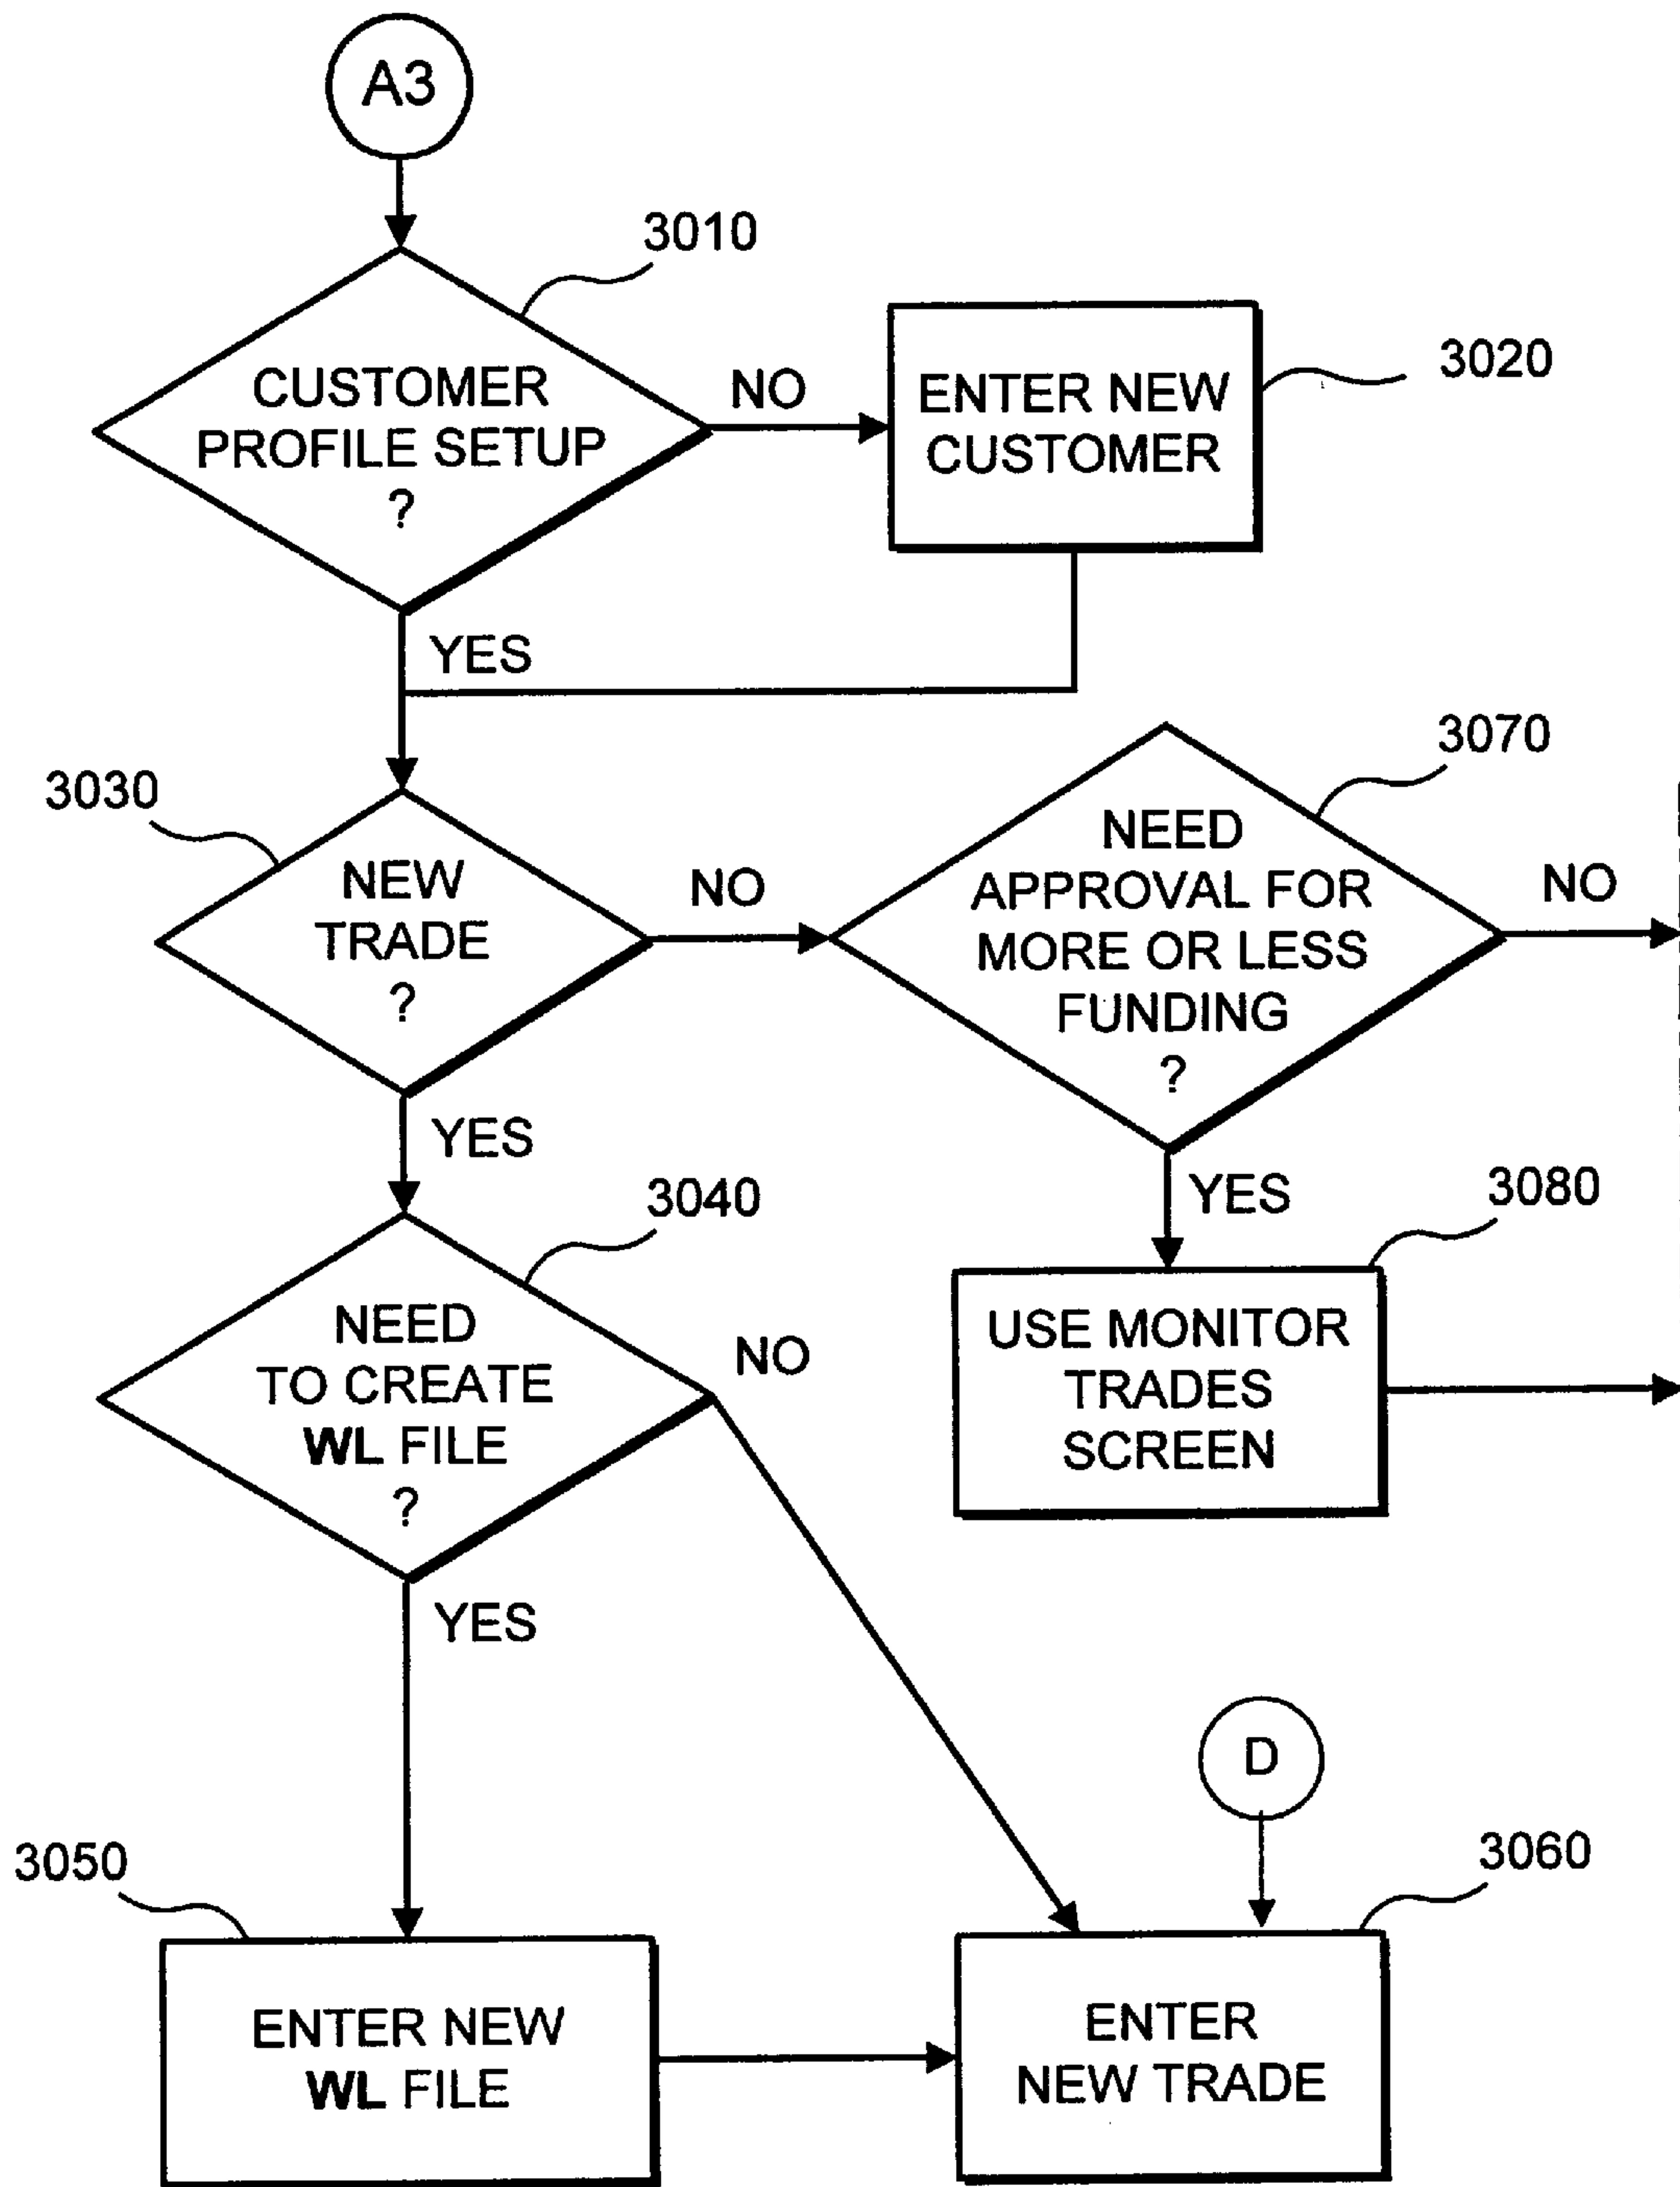 A3
3010
CUSTOMER
PROFILE SETUP
?
NO
ENTER NEW
CUSTOMER
3020
YES
3030
NEW
TRADE
?
NO
3070
NEED
APPROVAL FOR
MORE OR LESS
FUNDING
?
NO
YES
YES
3040
NEED
TO CREATE
WL FILE
?
NO
3080
USE MONITOR
TRADES
SCREEN
YES
D
3050
ENTER NEW
WL FILE
3060
ENTER
NEW TRADE